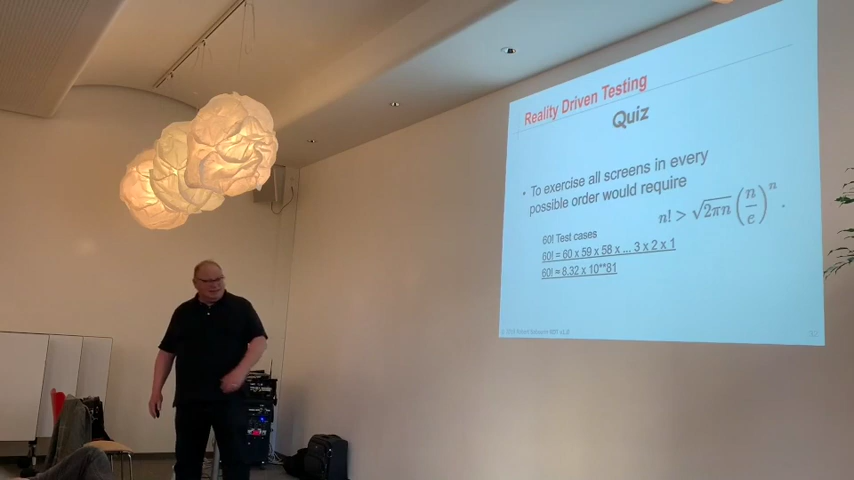 Reality Driven Testing
Quiz
• To exercise all screens in every
possible order would require
n! > √2πn (n/e)^n .
60! Test cases
60! = 60 x 59 x 58 x ... 3 x 2 x 1
60! = 8.32 x 10**81